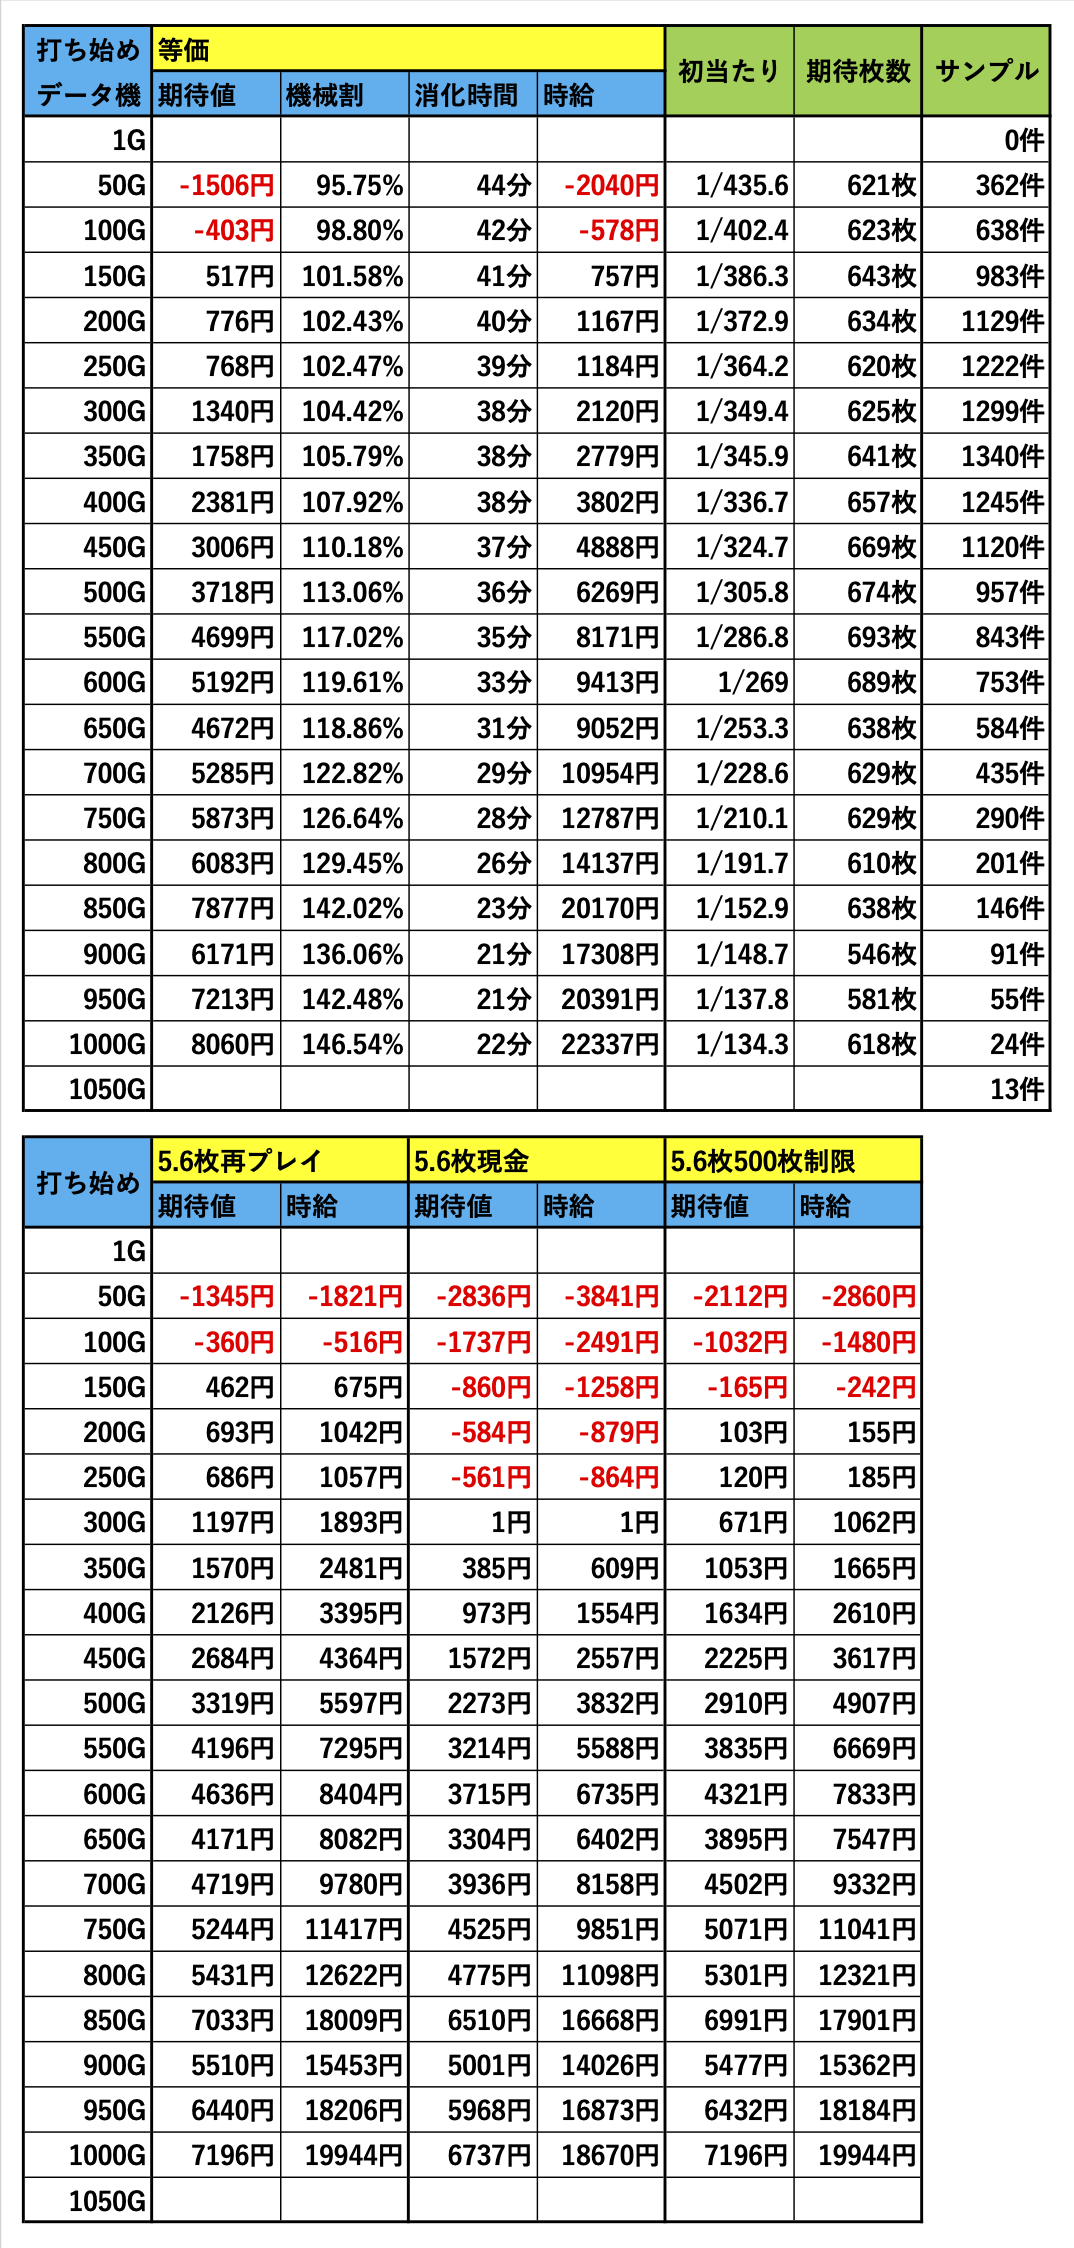 打ち始め 等価 初当たり 期待枚数 サンプル
データ機 期待値 機械割 消化時間 時給
1G 0件
50G -1506円 95.75% 44分 -2040円 1/435.6 621枚 362件
100G -403円 98.80% 42分 -578円 1/402.4 623枚 638件
150G 517円 101.58% 41分 757円 1/386.3 643枚 983件
200G 776円 102.43% 40分 1167円 1/372.9 634枚 1129件
250G 768円 102.47% 39分 1184円 1/364.2 620枚 1222件
300G 1340円 104.42% 38分 2120円 1/349.4 625枚 1299件
350G 1758円 105.79% 38分 2779円 1/345.9 641枚 1340件
400G 2381円 107.92% 38分 3802円 1/336.7 657枚 1245件
450G 3006円 110.18% 37分 4888円 1/324.7 669枚 1120件
500G 3718円 113.06% 36分 6269円 1/305.8 674枚 957件
550G 4699円 117.02% 35分 8171円 1/286.8 693枚 843件
600G 5192円 119.61% 33分 9413円 1/269 689枚 753件
650G 4672円 118.86% 31分 9052円 1/253.3 638枚 584件
700G 5285円 122.82% 29分 10954円 1/228.6 629枚 435件
750G 5873円 126.64% 28分 12787円 1/210.1 629枚 290件
800G 6083円 129.45% 26分 14137円 1/191.7 610枚 201件
850G 7877円 142.02% 23分 20170円 1/152.9 638枚 146件
900G 6171円 136.06% 21分 17308円 1/148.7 546枚 91件
950G 7213円 142.48% 21分 20391円 1/137.8 581枚 55件
1000G 8060円 146.54% 22分 22337円 1/134.3 618枚 24件
1050G 13件
打ち始め 5.6枚再プレイ 5.6枚現金 5.6枚500枚制限
期待値 時給 期待値 時給 期待値 時給
1G
50G -1345円 -1821円 -2836円 -3841円 -2112円 -2860円
100G -360円 -516円 -1737円 -2491円 -1032円 -1480円
150G 462円 675円 -860円 -1258円 -165円 -242円
200G 693円 1042円 -584円 -879円 103円 155円
250G 686円 1057円 -561円 -864円 120円 185円
300G 1197円 1893円 1円 1円 671円 1062円
350G 1570円 2481円 385円 609円 1053円 1665円
400G 2126円 3395円 973円 1554円 1634円 2610円
450G 2684円 4364円 1572円 2557円 2225円 3617円
500G 3319円 5597円 2273円 3832円 2910円 4907円
550G 4196円 7295円 3214円 5588円 3835円 6669円
600G 4636円 8404円 3715円 6735円 4321円 7833円
650G 4171円 8082円 3304円 6402円 3895円 7547円
700G 4719円 9780円 3936円 8158円 4502円 9332円
750G 5244円 11417円 4525円 9851円 5071円 11041円
800G 5431円 12622円 4775円 11098円 5301円 12321円
850G 7033円 18009円 6510円 16668円 6991円 17901円
900G 5510円 15453円 5001円 14026円 5477円 15362円
950G 6440円 18206円 5968円 16873円 6432円 18184円
1000G 7196円 19944円 6737円 18670円 7196円 19944円
1050G